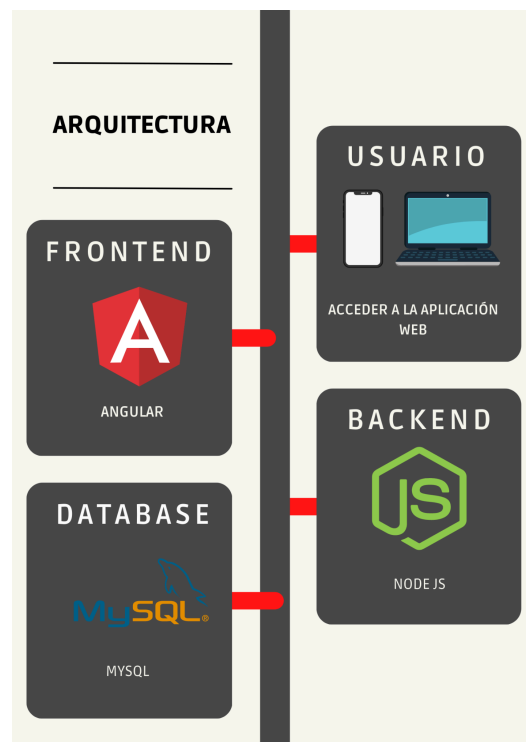 ARQUITECTURA
USUARIO
ACCEDER A LA APLICACIÓN
WEB
FRONTEND
A
ANGULAR
BACKEND
JS
NODE JS
DATABASE
MySQL®
MYSQL